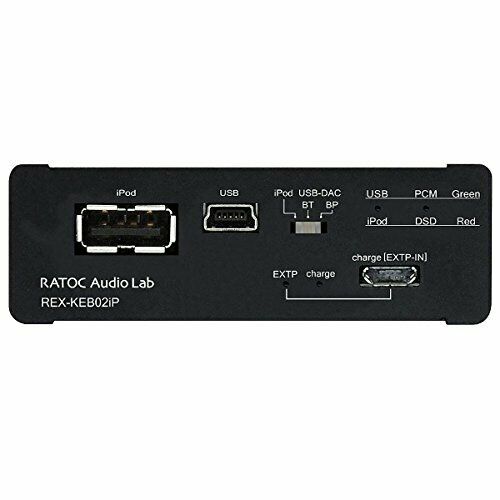 iPod
USB
iPod USB-DAC
BT BP
USB PCM Green
iPod DSD Red
charge [EXTP-IN]
EXTP charge
RATOC Audio Lab
REX-KEB02iP